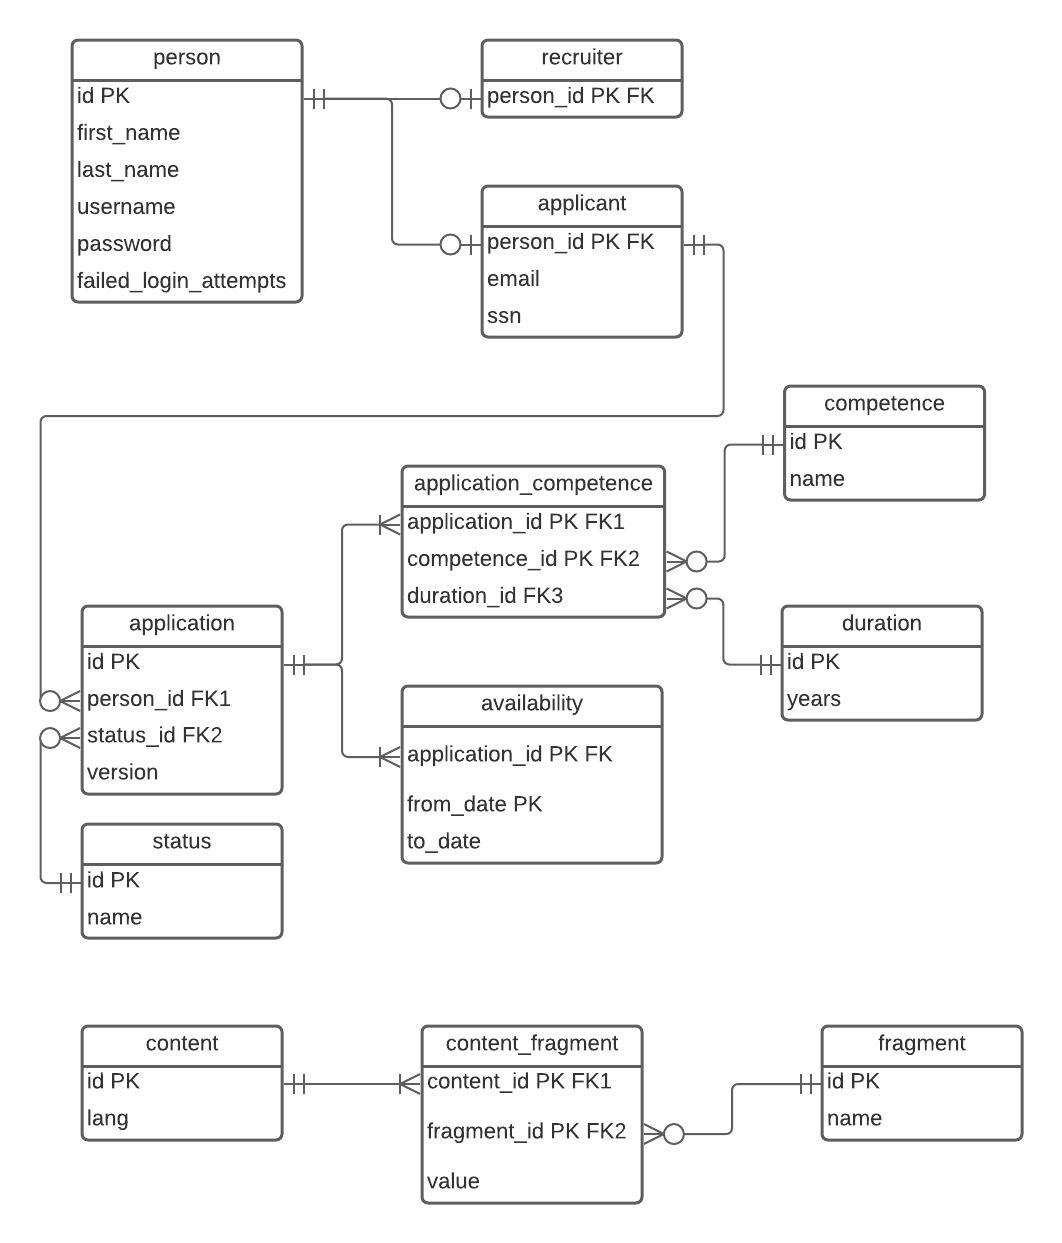 person
id PK
first_name
last_name
username
password
failed_login_attempts
recruiter
person_id PK FK
applicant
person_id PK FK
email
ssn
competence
id PK
name
application_competence
application_id PK FK1
competence_id PK FK2
duration_id FK3
application
id PK
person_id FK1
status_id FK2
version
duration
id PK
years
availability
application_id PK FK
from_date PK
to_date
status
id PK
name
content
id PK
lang
content_fragment
content_id PK FK1
fragment_id PK FK2
value
fragment
id PK
name